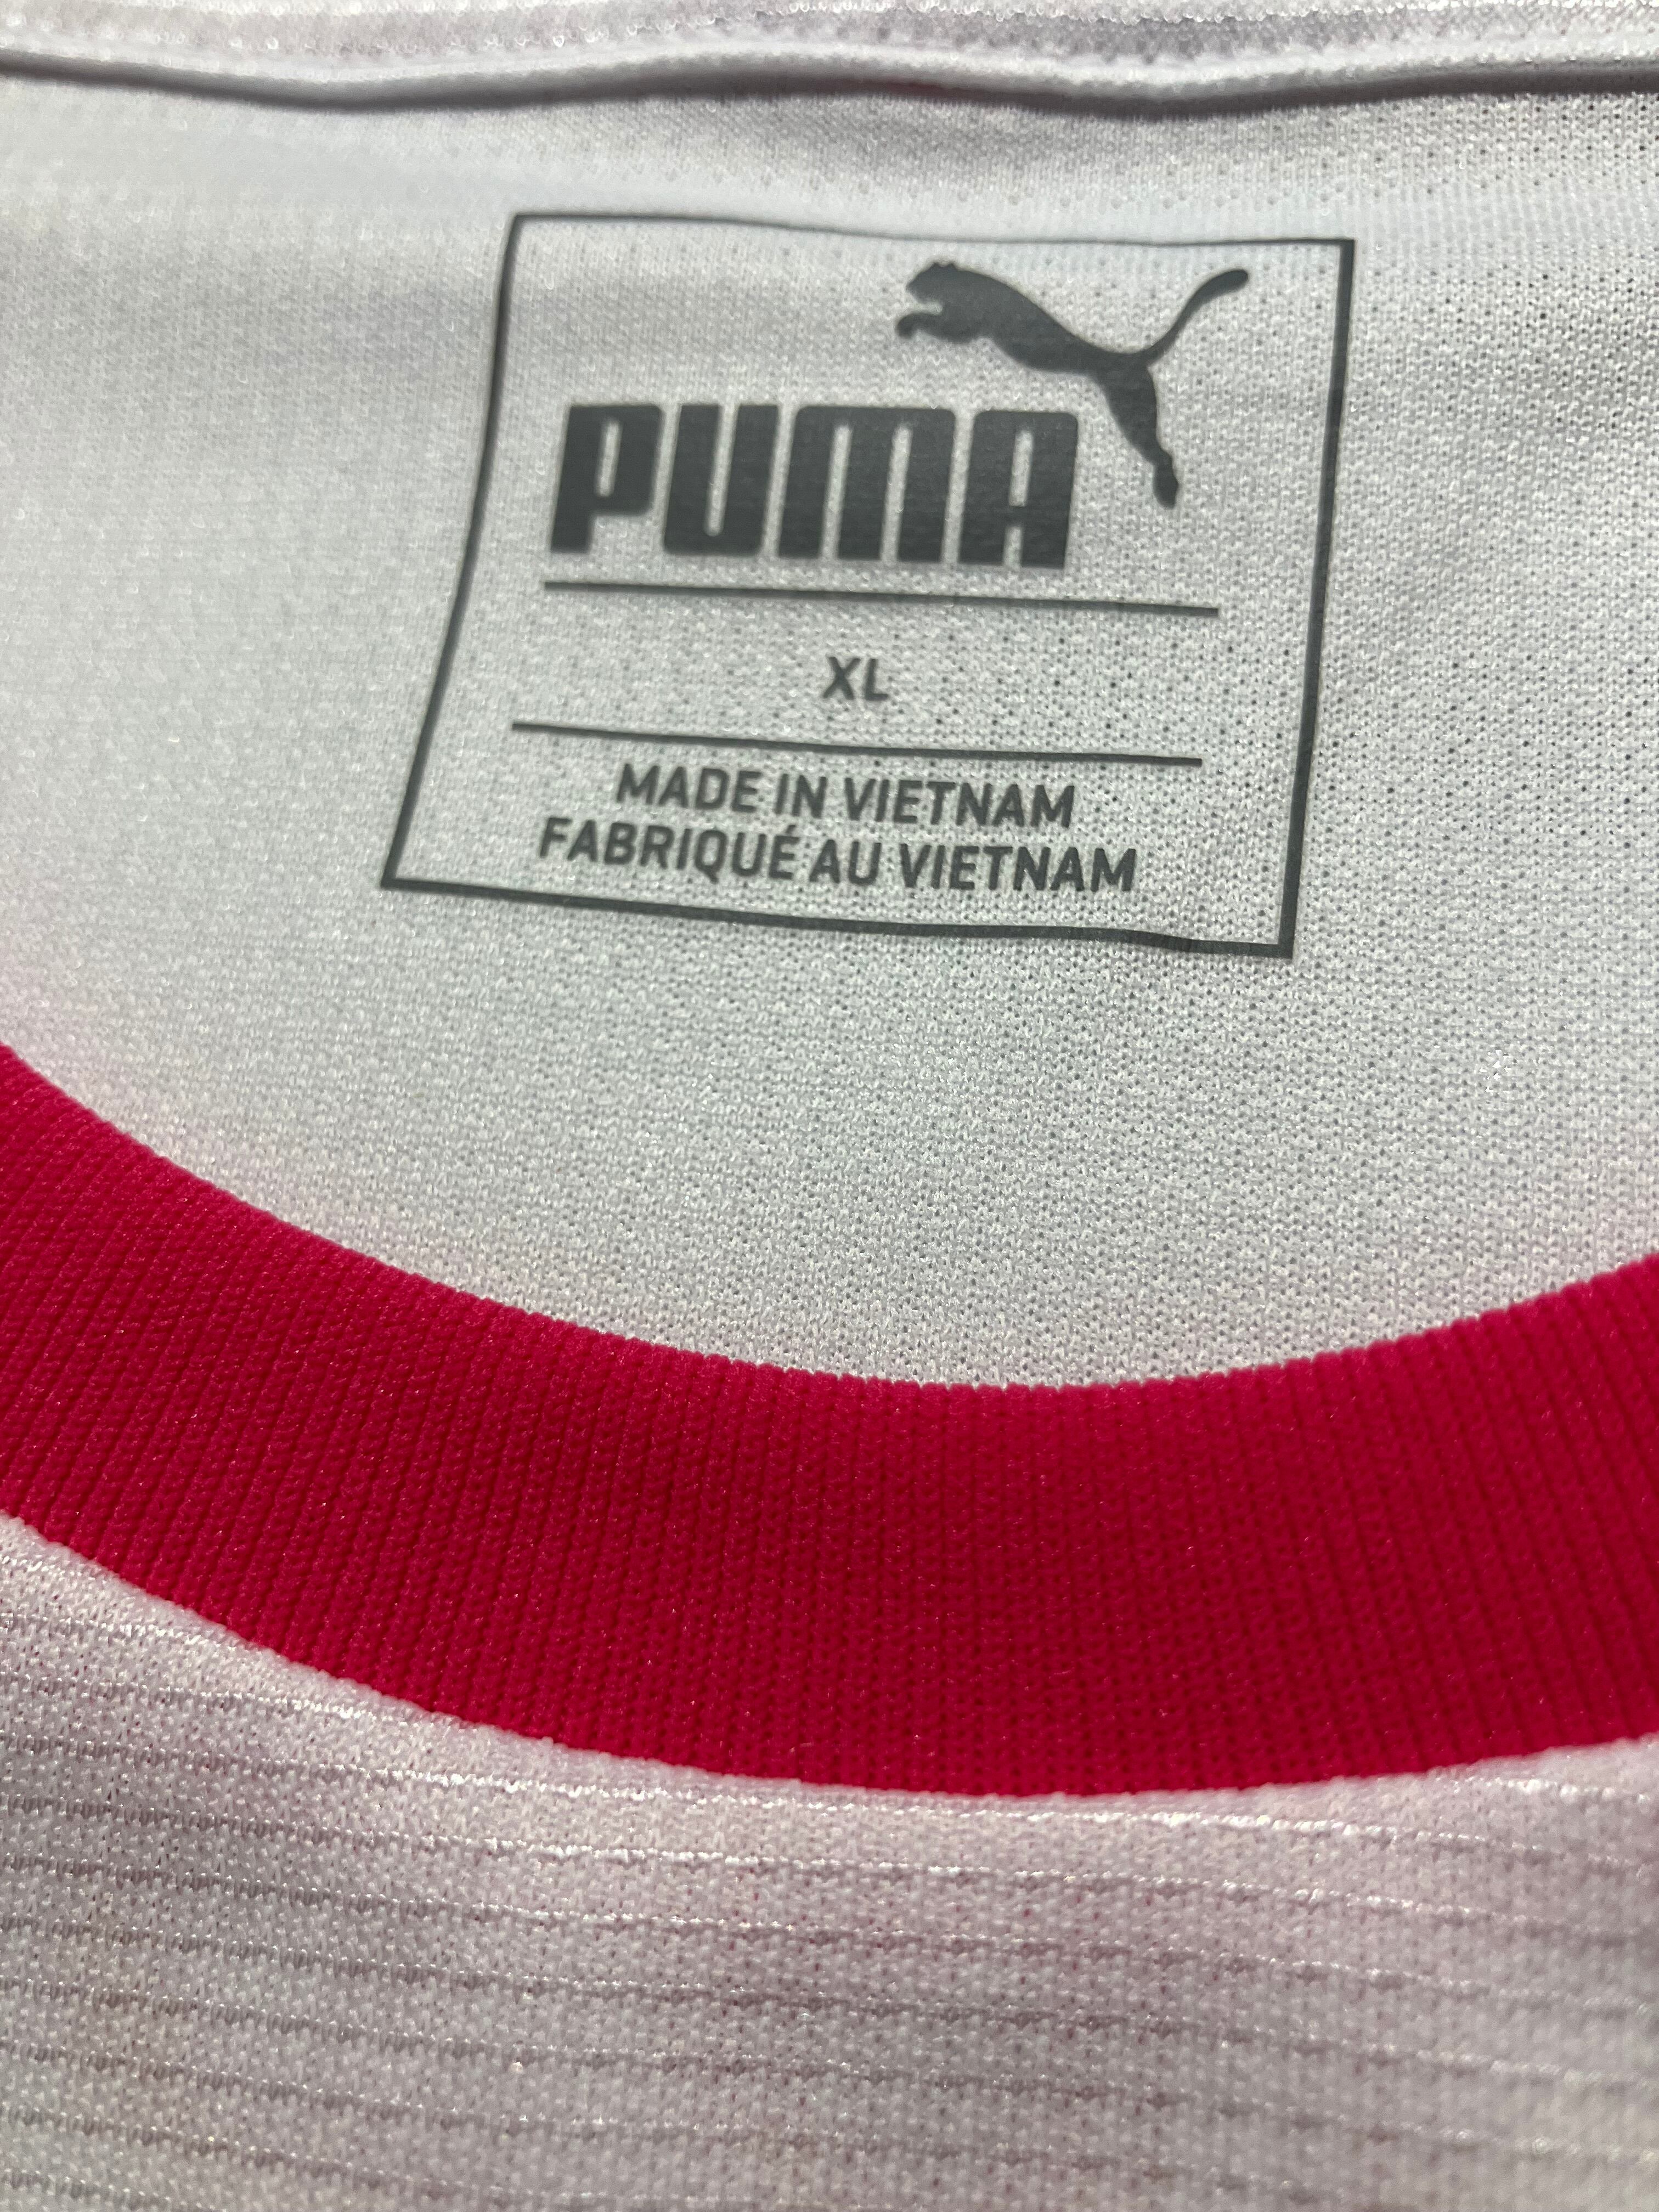 PUMA
XL
MADE IN VIETNAM
FABRIQUÉ AU VIETNAM